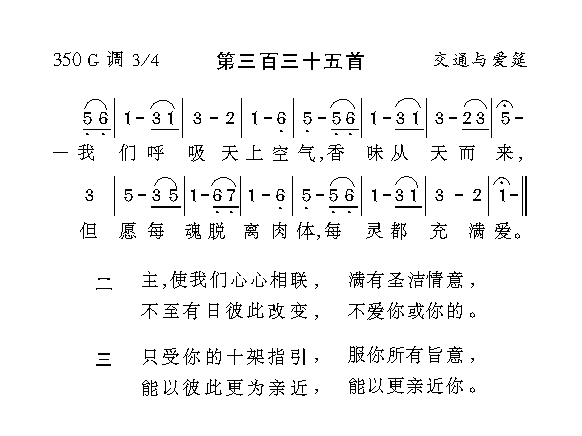 350 G 调 3/4 第三百三十五首 交通与爱筵
5 6 | 1 - 3 1 | 3 - 2 | 1 - 6 | 5 - 5 6 | 1 - 3 1 | 3 - 2 3 | 5 -
一 我 们 呼 吸 天 上 空 气, 香 味 从 天 而 来,
3 | 5 - 3 5 | 1 - 6 7 | 1 - 6 | 5 - 5 6 | 1 - 3 1 | 3 - 2 | 1 - ||
但 愿 每 魂 脱 离 肉 体, 每 灵 都 充 满 爱。
二 主,使我们心心相联, 满有圣洁情意,
不至有日彼此改变, 不爱你或你的。
三 只受你的十架指引, 服你所有旨意,
能以彼此更为亲近, 能以更亲近你。